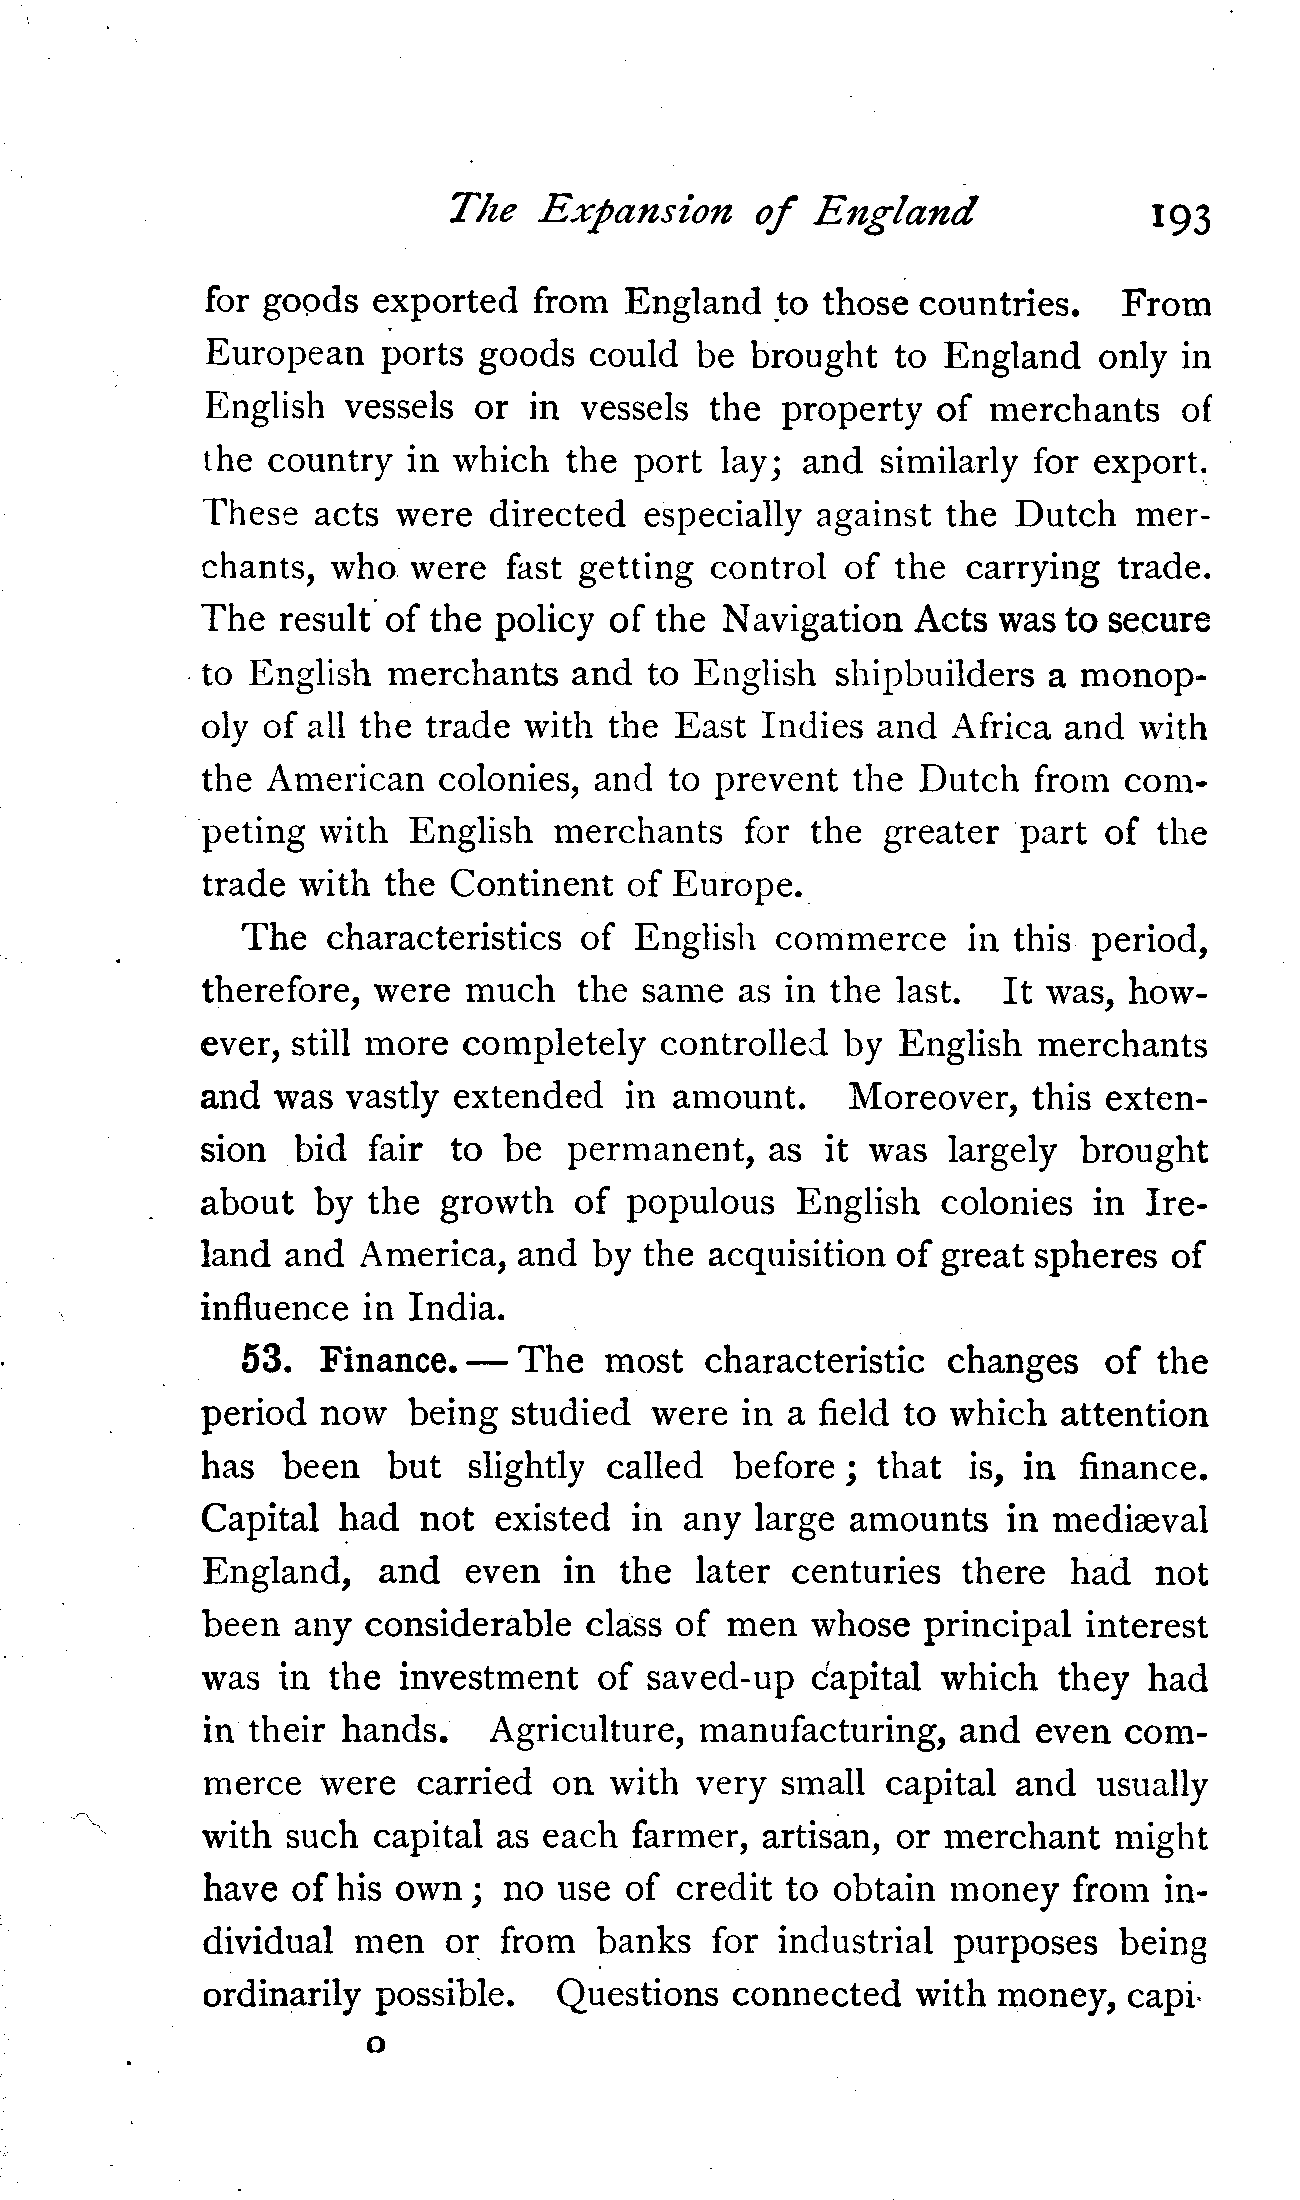 The Expansion of England 193
for goods exported from England to those countries. From
European ports goods could be brought to England only in
English vessels or in vessels the property of merchants of
the country in which the port lay; and similarly for export.
These acts were directed especially against the Dutch mer-
chants, who were fast getting control of the carrying trade.
The result of the policy of the Navigation Acts was to secure
to English merchants and to English shipbuilders a monop-
oly of all the trade with the East Indies and Africa and with
the American colonies, and to prevent the Dutch from com-
peting with English merchants for the greater part of the
trade with the Continent of Europe.
The characteristics of English commerce in this period,
therefore, were much the same as in the last. It was, how-
ever, still more completely controlled by English merchants
and was vastly extended in amount. Moreover, this exten-
sion bid fair to be permanent, as it was largely brought
about by the growth of populous English colonies in Ire-
land and America, and by the acquisition of great spheres of
influence in India.
53. Finance. — The most characteristic changes of the
period now being studied were in a field to which attention
has been but slightly called before; that is, in finance.
Capital had not existed in any large amounts in mediæval
England, and even in the later centuries there had not
been any considerable class of men whose principal interest
was in the investment of saved-up capital which they had
in their hands. Agriculture, manufacturing, and even com-
merce were carried on with very small capital and usually
with such capital as each farmer, artisan, or merchant might
have of his own; no use of credit to obtain money from in-
dividual men or from banks for industrial purposes being
ordinarily possible. Questions connected with money, capi-
O